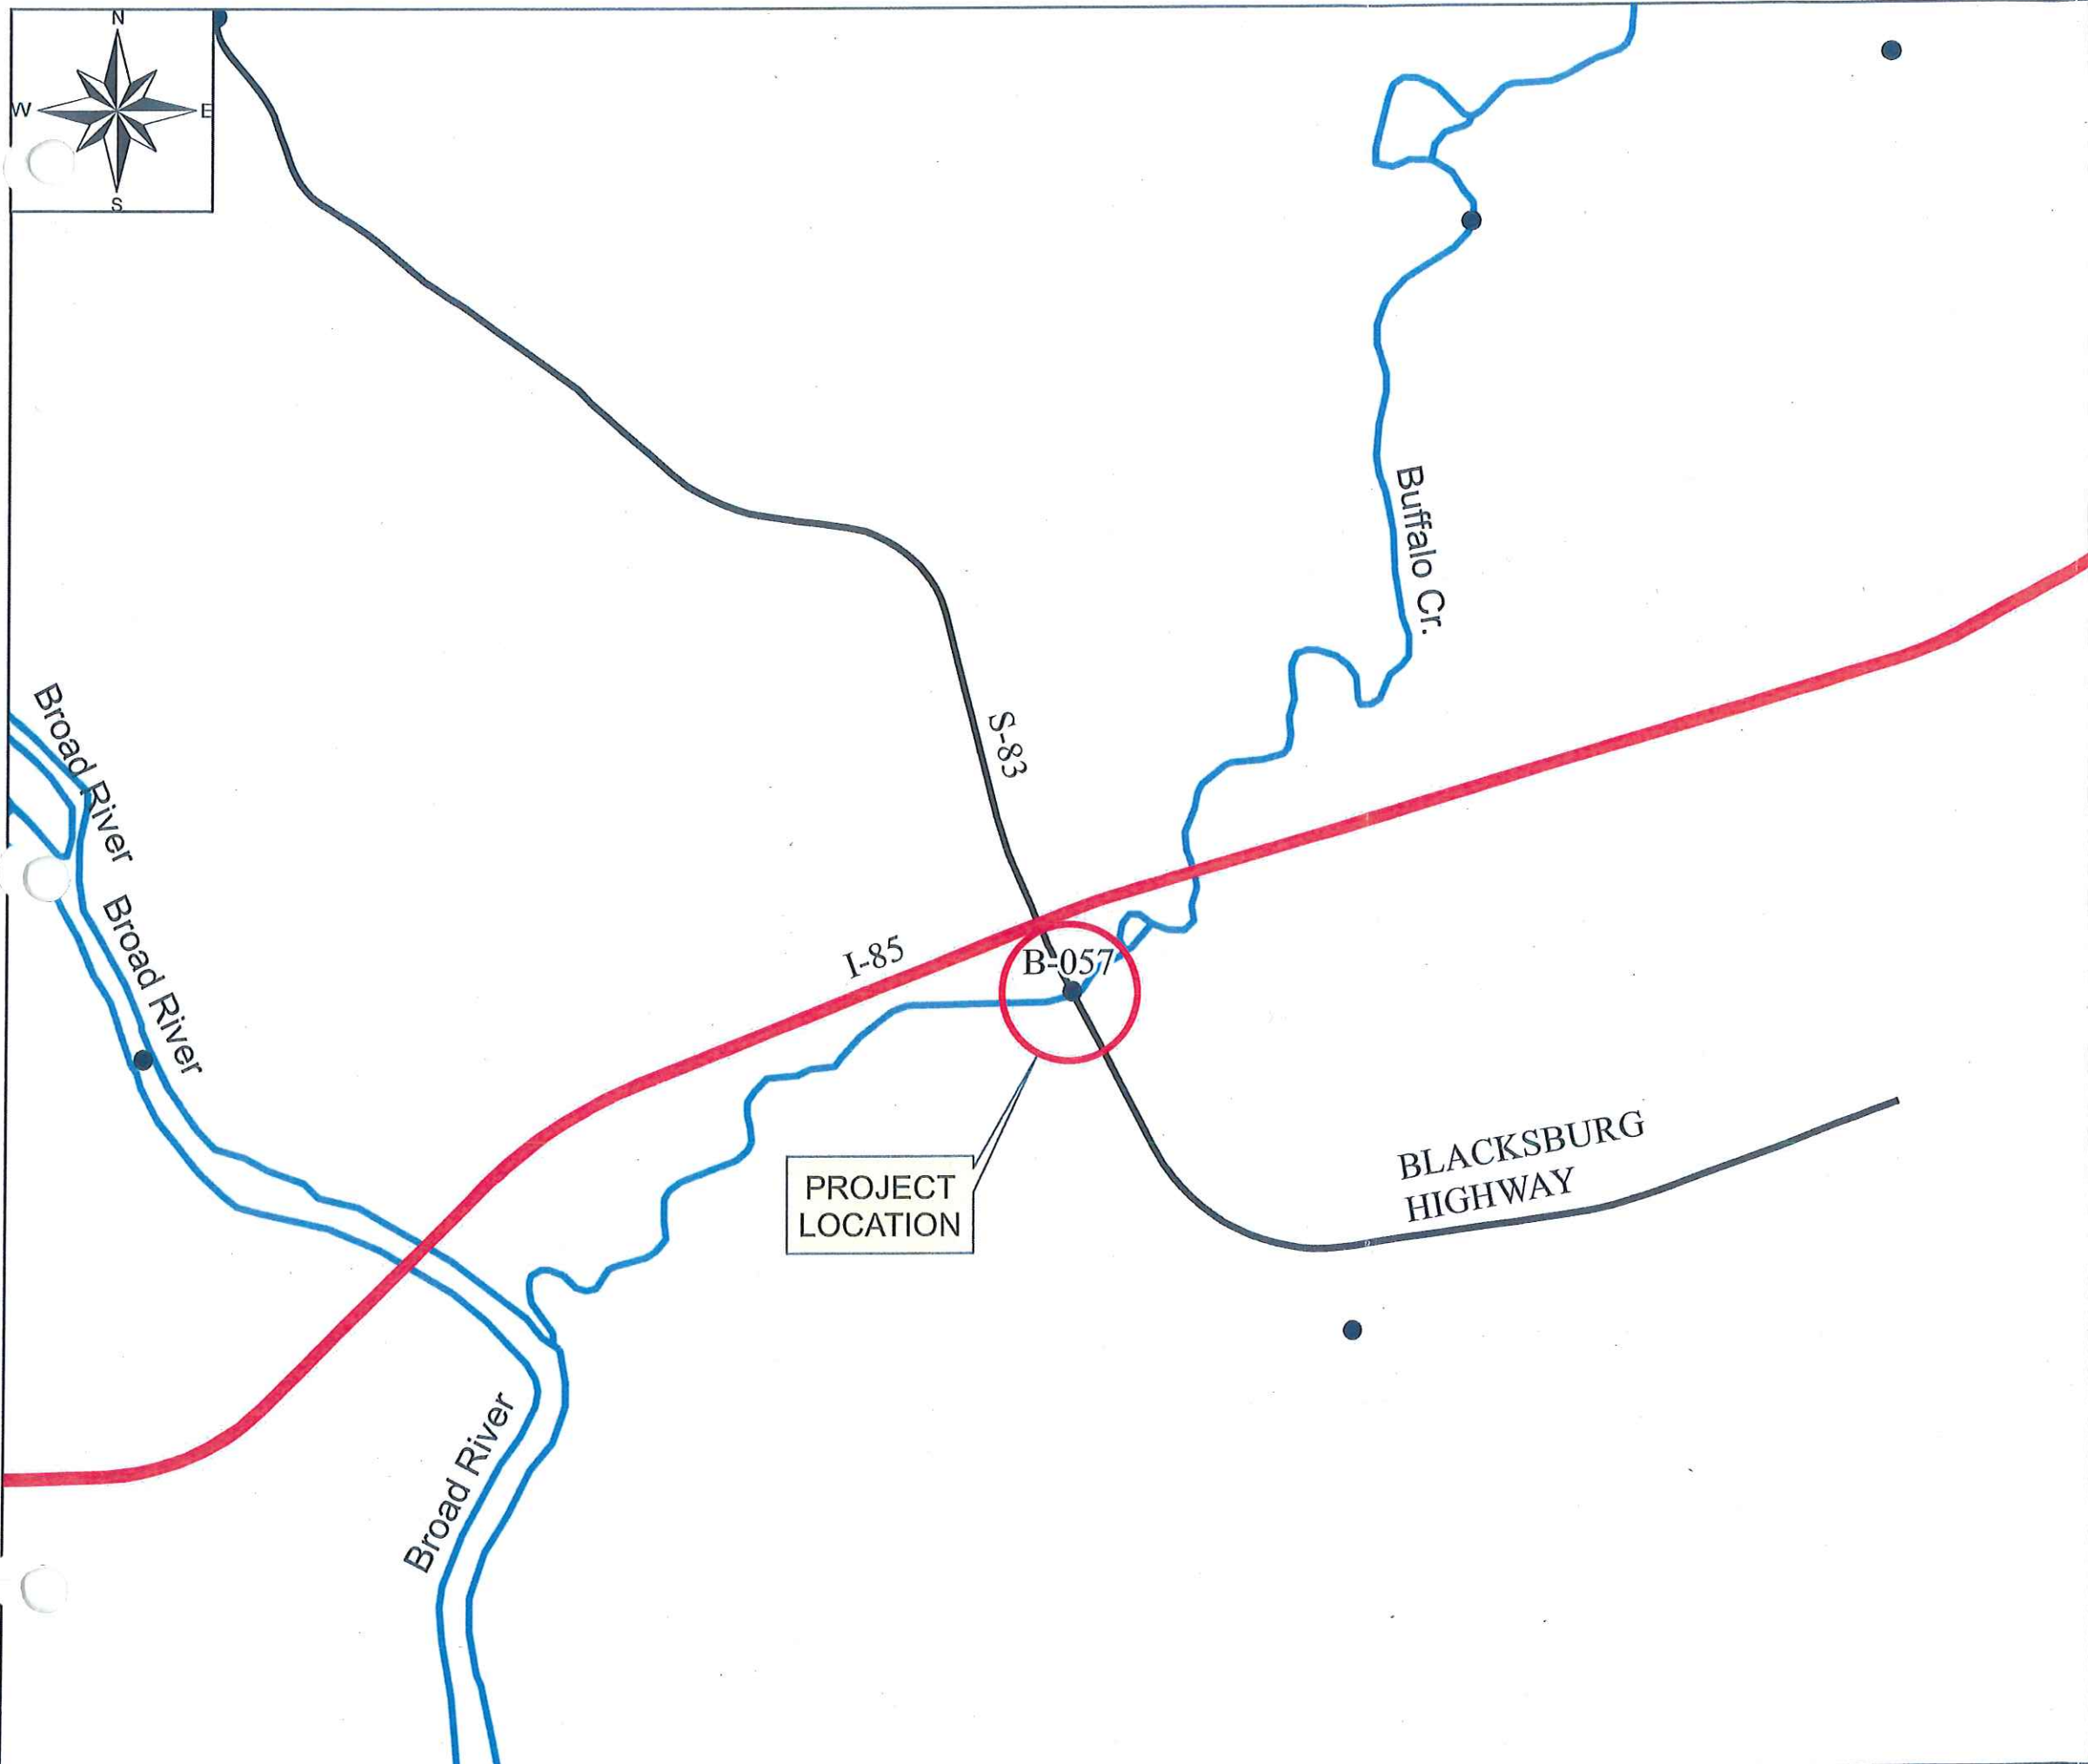 N
W
E
S
Buffalo Cr.
Broad River
S-83
Broad River
I-85
B-057
BLACKSBURG
HIGHWAY
PROJECT
LOCATION
Broad River